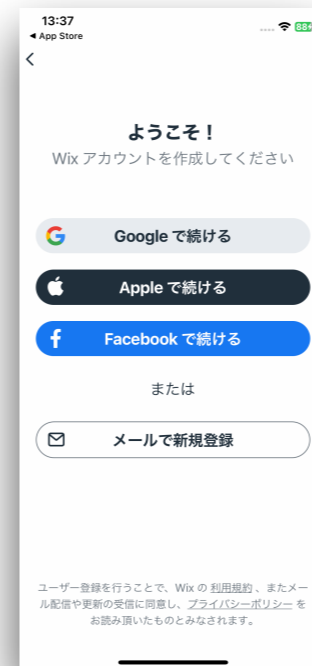 13:37
◀ App Store
88
ようこそ！
Wix アカウントを作成してください
Google で続ける
Apple で続ける
Facebook で続ける
または
メールで新規登録
ユーザー登録を行うことで、Wix の 利用規約 、またメー
ル配信や更新の受信に同意し、プライバシーポリシー を
お読み頂いたものとみなされます。